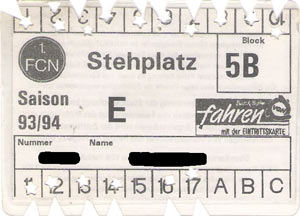 1.
FCN
Stehplatz
Block
5B
Saison
93/94
E
fahren
mit der EINTRITTSKARTE
Nummer Name
11 12 13 14 15 16 17 A B C